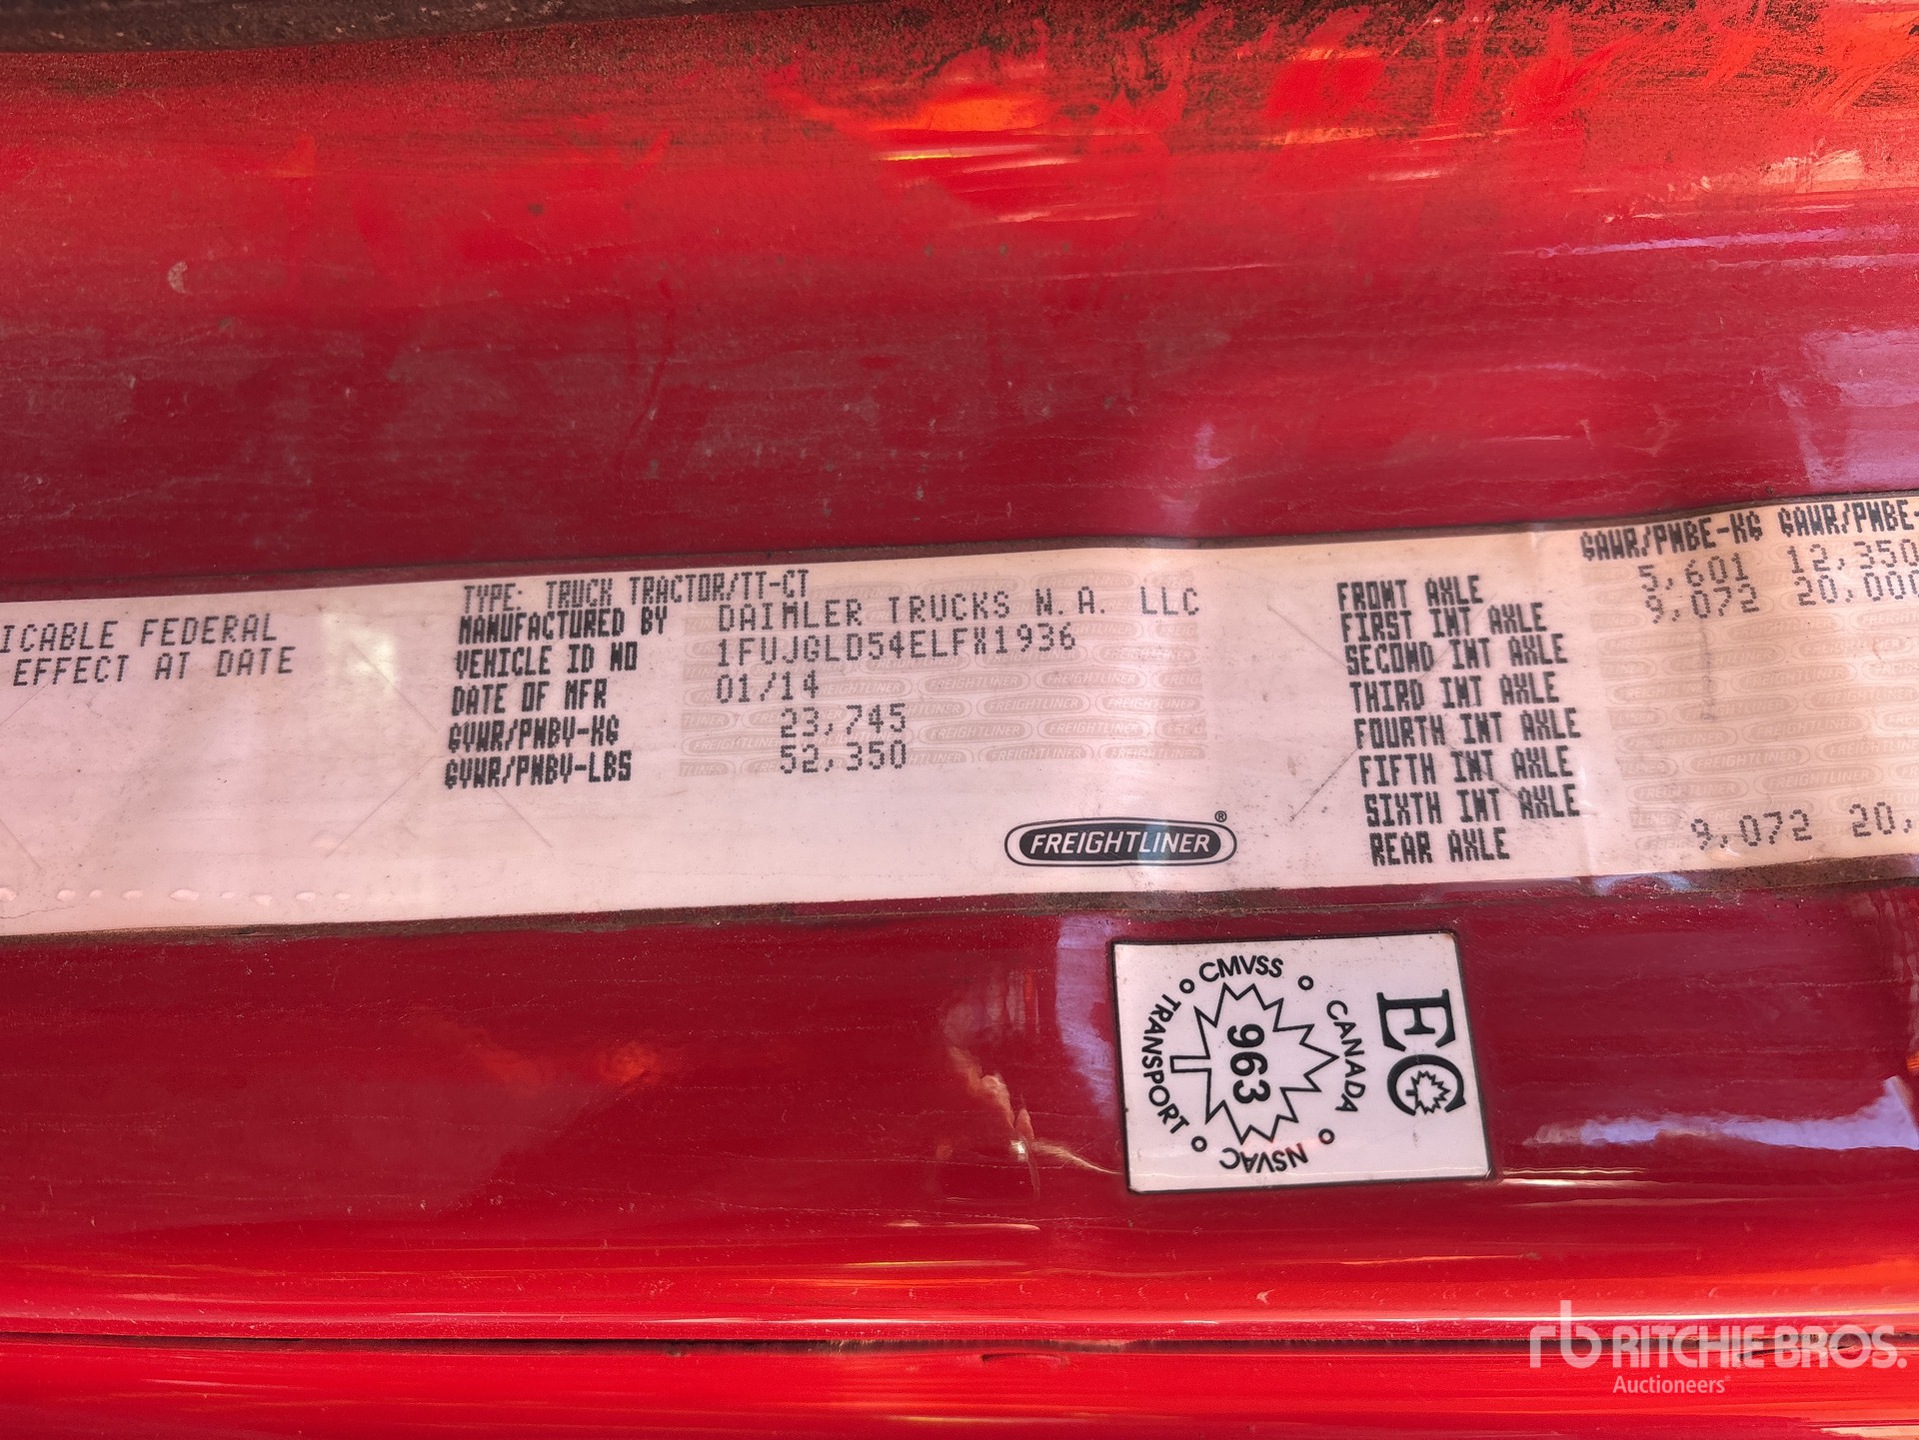 ICABLE FEDERAL
EFFECT AT DATE
TYPE: TRUCK TRACTOR/TT-CT
MANUFACTURED BY DAIMLER TRUCKS N.A. LLC
VEHICLE ID NO 1FUJGLD54ELFX1936
DATE OF MFR 01/14
GVWR/PNBV-KG 23,745
GVWR/PNBV-LBS 52,350
FREIGHTLINER®
GAWR/PNBE-KG GAWR/PNBE-
FRONT AXLE 5,601 12,350
FIRST INT AXLE 9,072 20,000
SECOND INT AXLE
THIRD INT AXLE
FOURTH INT AXLE
FIFTH INT AXLE
SIXTH INT AXLE
REAR AXLE 9,072 20,
CMVSS
CANADA
NSVAC
TRANSPORT
963
EC
rb RITCHIE BROS.
Auctioneers